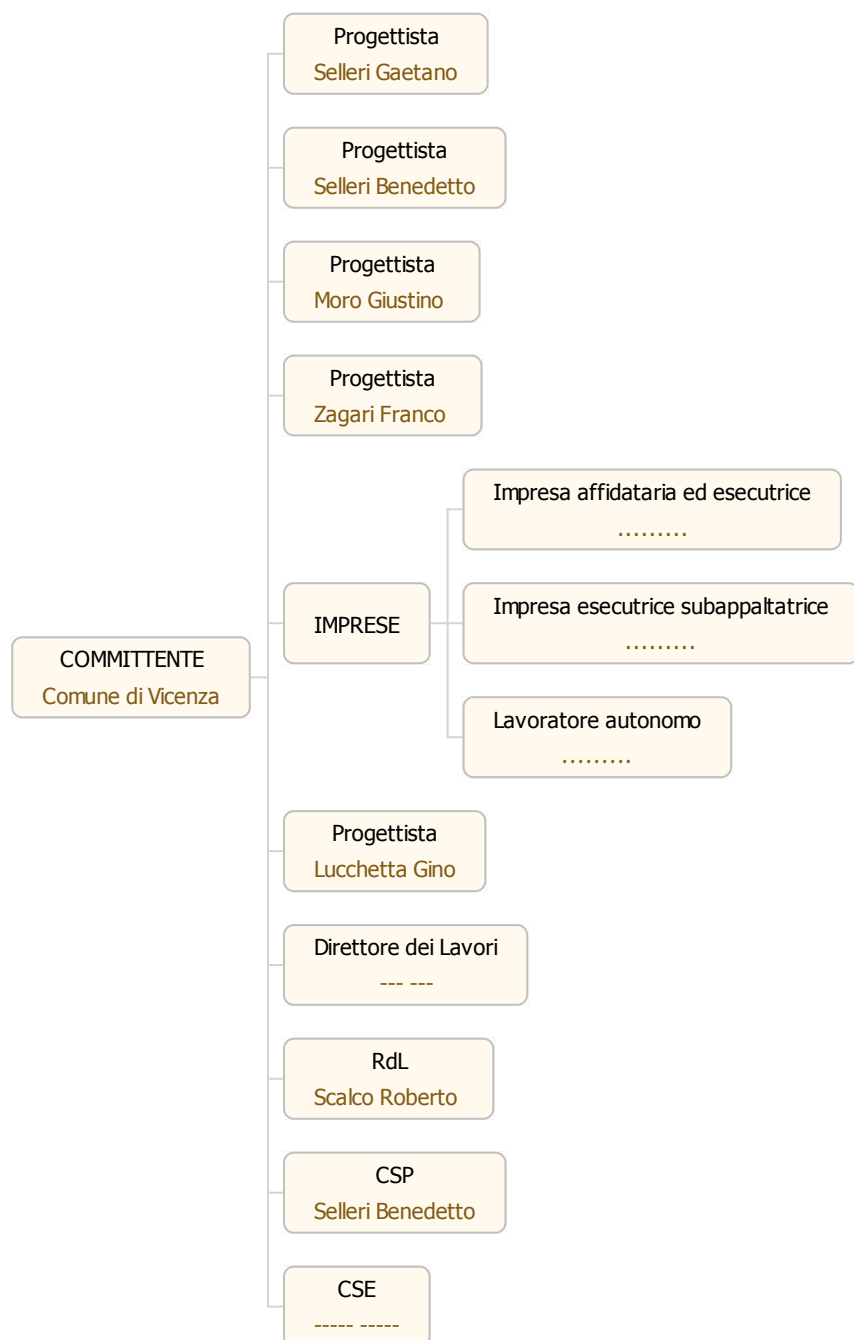 Progettista
Selleri Gaetano
Progettista
Selleri Benedetto
Progettista
Moro Giustino
Progettista
Zagari Franco
Impresa affidataria ed esecutrice
.........
IMPRESE
Impresa esecutrice subappaltatrice
.........
COMMITTENTE
Comune di Vicenza
Lavoratore autonomo
.........
Progettista
Lucchetta Gino
Direttore dei Lavori
--- ---
RdL
Scalco Roberto
CSP
Selleri Benedetto
CSE
----- -----